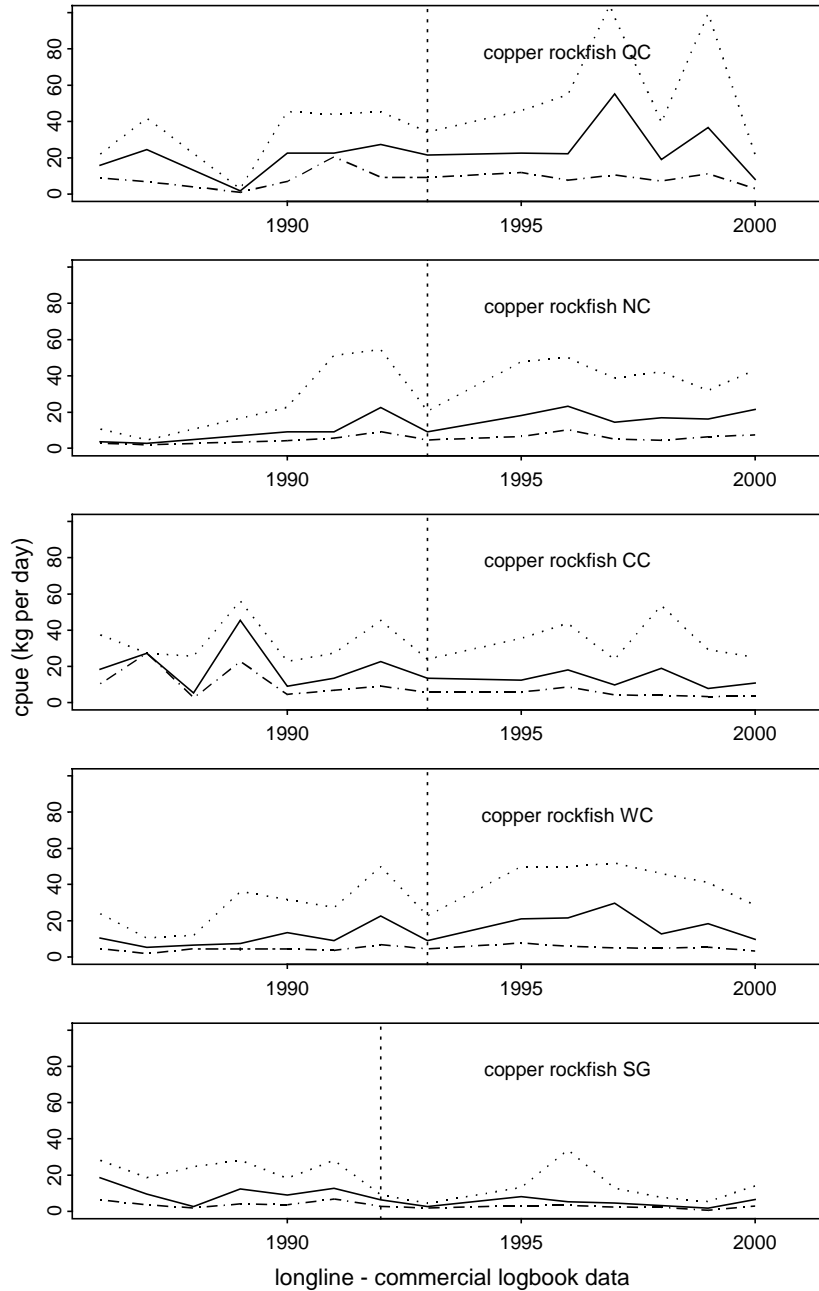 copper rockfish QC
80
60
40
20
0
1990 1995 2000
copper rockfish NC
80
60
40
20
0
1990 1995 2000
copper rockfish CC
80
60
40
20
0
1990 1995 2000
cpue (kg per day)
copper rockfish WC
80
60
40
20
0
1990 1995 2000
copper rockfish SG
80
60
40
20
0
1990 1995 2000
longline - commercial logbook data